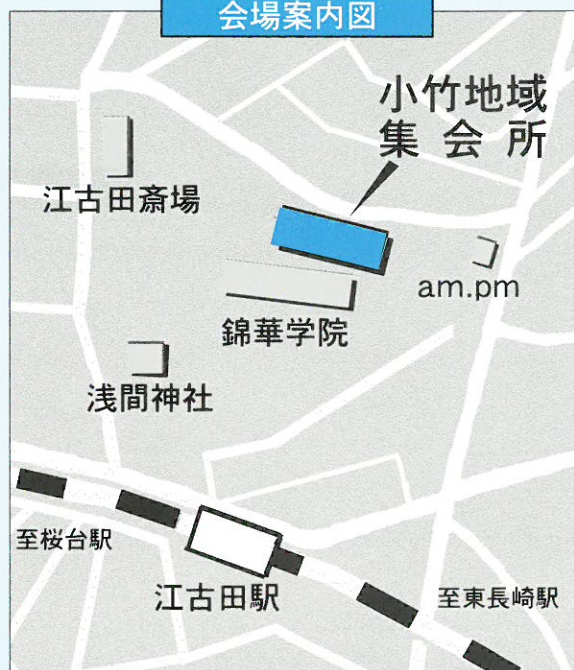 会場案内図
小竹地域
集会所
江古田斎場
am.pm
錦華学院
浅間神社
至桜台駅
江古田駅
至東長崎駅